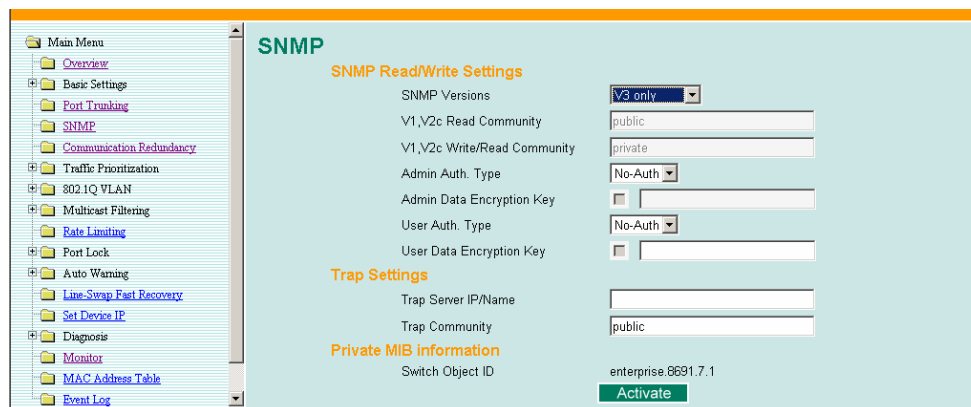 Main Menu
Overview
Basic Settings
Port Trunking
SNMP
Communication Redundancy
Traffic Prioritization
802.1Q VLAN
Multicast Filtering
Rate Limiting
Port Lock
Auto Warning
Line-Swap Fast Recovery
Set Device IP
Diagnosis
Monitor
MAC Address Table
Event Log
SNMP
SNMP Read/Write Settings
SNMP Versions V3 only
V1,V2c Read Community public
V1,V2c Write/Read Community private
Admin Auth. Type No-Auth
Admin Data Encryption Key
User Auth. Type No-Auth
User Data Encryption Key
Trap Settings
Trap Server IP/Name
Trap Community public
Private MIB information
Switch Object ID enterprise.8691.7.1
Activate